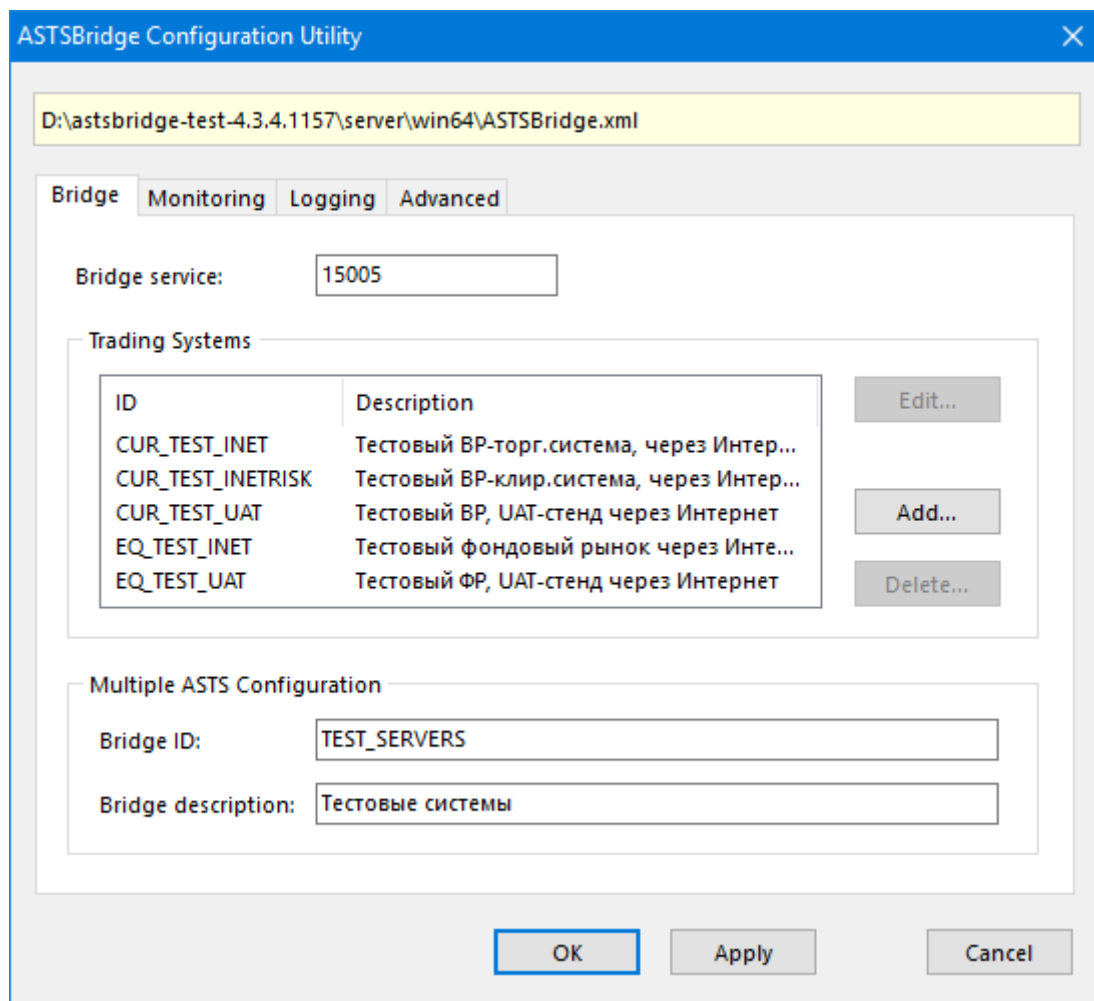 ASTSBridge Configuration Utility
D:\astsbridge-test-4.3.4.1157\server\win64\ASTSBridge.xml
Bridge Monitoring Logging Advanced
Bridge service: 15005
Trading Systems
ID Description Edit...
CUR_TEST_INET Тестовый ВР-торг.система, через Интер...
CUR_TEST_INETRISK Тестовый ВР-клир.система, через Интер...
CUR_TEST_UAT Тестовый ВР, UAT-стенд через Интернет Add...
EQ_TEST_INET Тестовый фондовый рынок через Инте...
EQ_TEST_UAT Тестовый ФР, UAT-стенд через Интернет Delete...
Multiple ASTS Configuration
Bridge ID: TEST_SERVERS
Bridge description: Тестовые системы
OK Apply Cancel